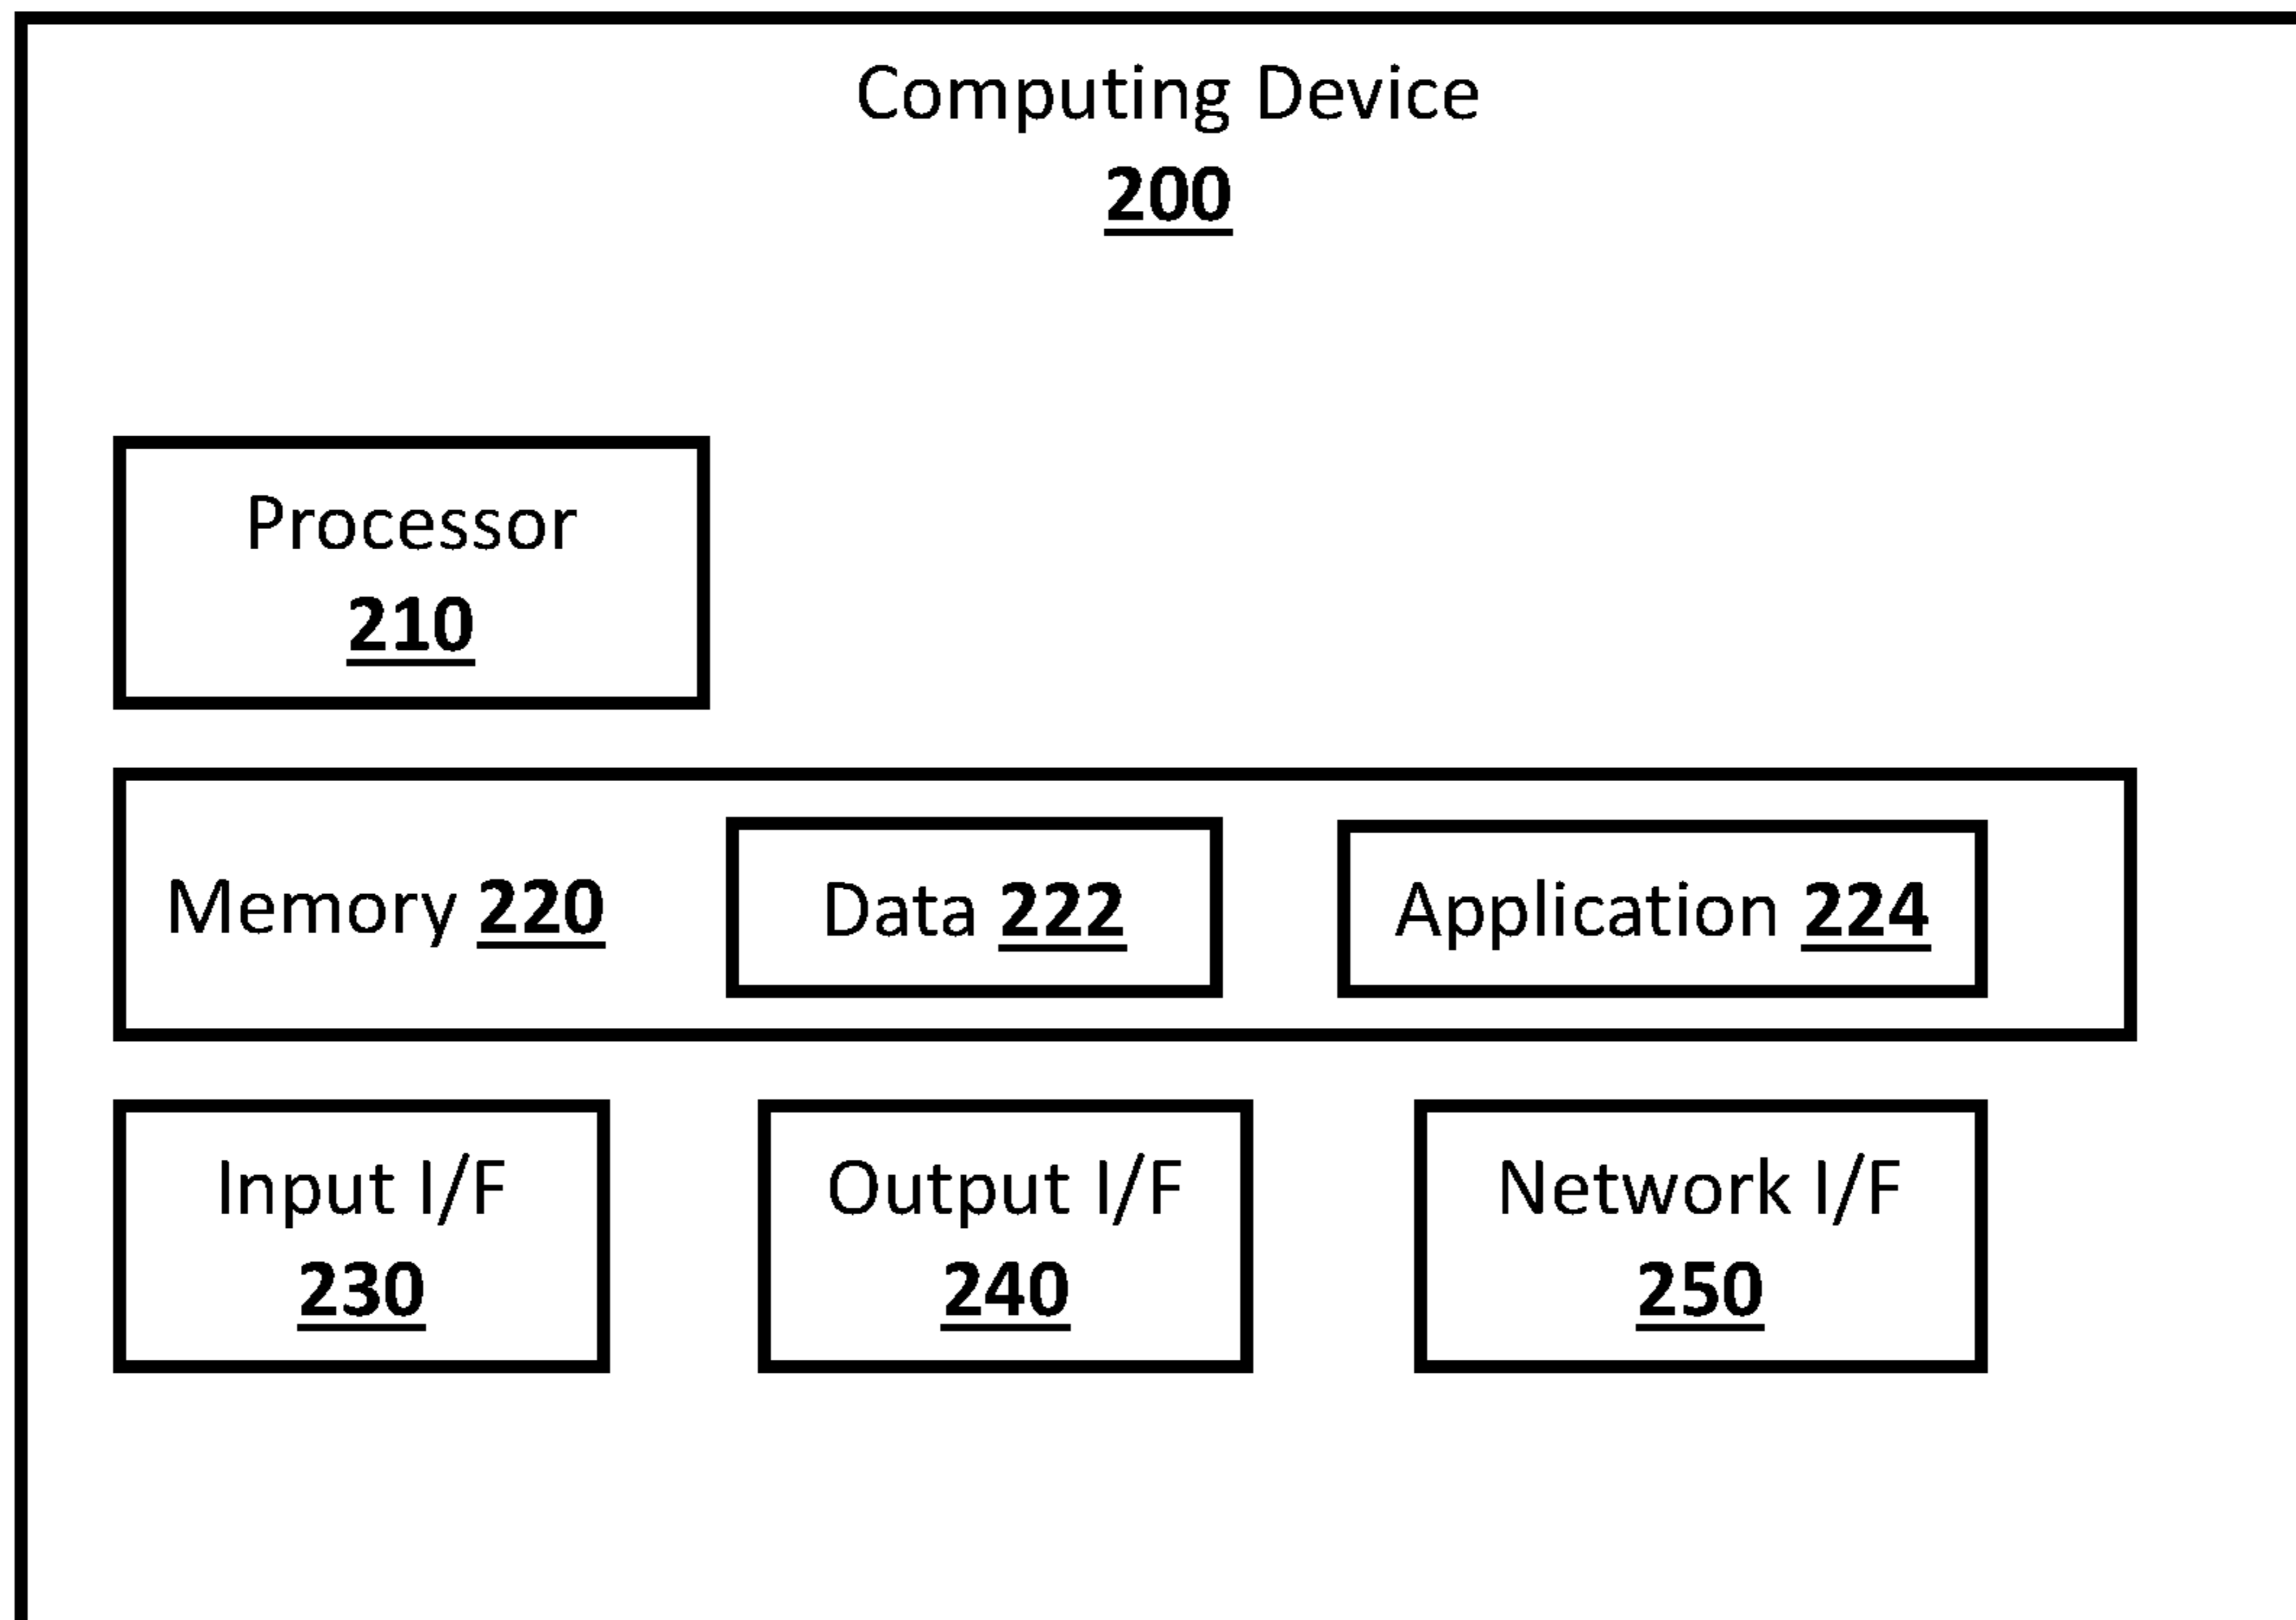 Computing Device
200
Processor
210
Memory 220
Data 222
Application 224
Input I/F
230
Output I/F
240
Network I/F
250